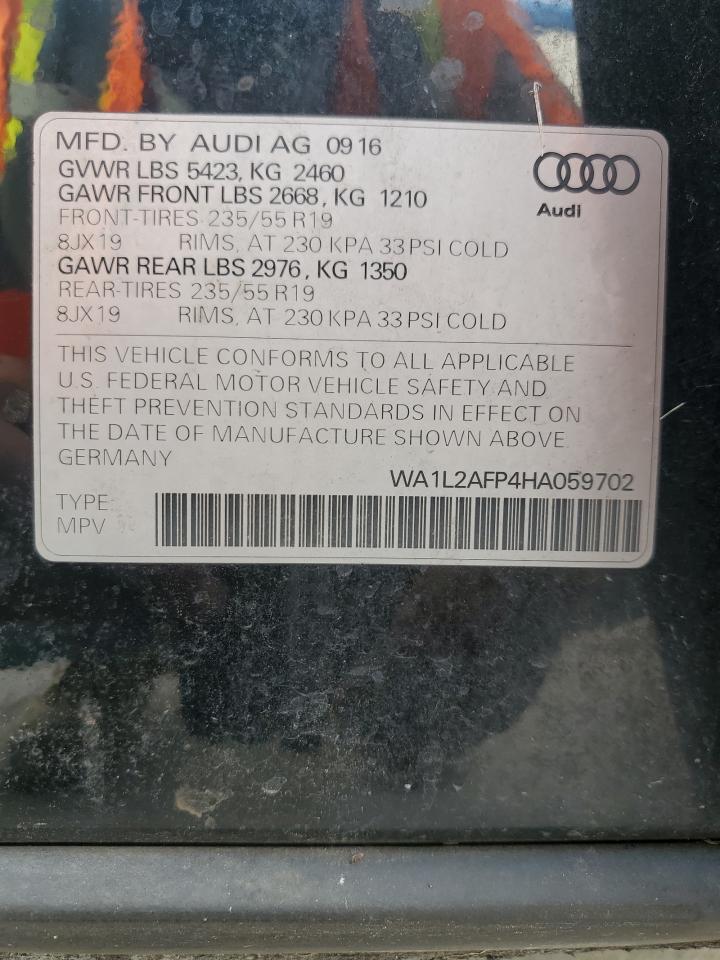 MFD. BY AUDI AG 0916
GVWR LBS 5423, KG 2460
GAWR FRONT LBS 2668, KG 1210
FRONT-TIRES 235/55 R19
8JX19 RIMS, AT 230 KPA 33 PSI COLD
GAWR REAR LBS 2976, KG 1350
REAR-TIRES 235/55 R19
8JX19 RIMS, AT 230 KPA 33 PSI COLD
Audi
THIS VEHICLE CONFORMS TO ALL APPLICABLE
U.S. FEDERAL MOTOR VEHICLE SAFETY AND
THEFT PREVENTION STANDARDS IN EFFECT ON
THE DATE OF MANUFACTURE SHOWN ABOVE.
GERMANY
WA1L2AFP4HA059702
TYPE:
MPV